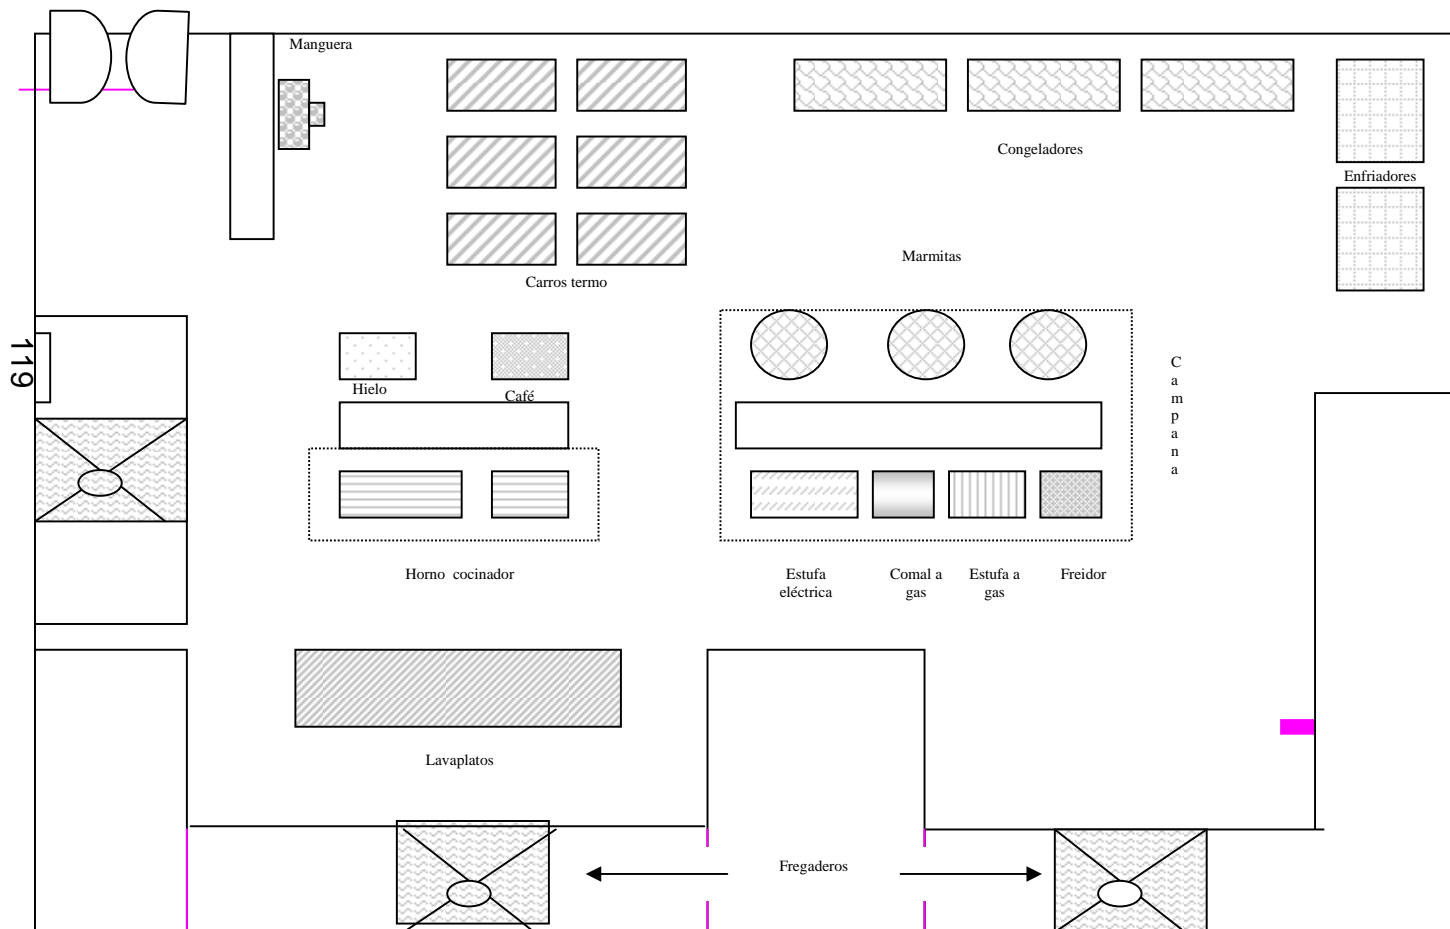 Manguera
Congeladores
Enfriadores
Marmitas
Carros termo
119
Hielo
Café
C
a
m
p
a
n
a
Horno cocinador
Estufa
eléctrica
Comal a
gas
Estufa a
gas
Freidor
Lavaplatos
Fregaderos